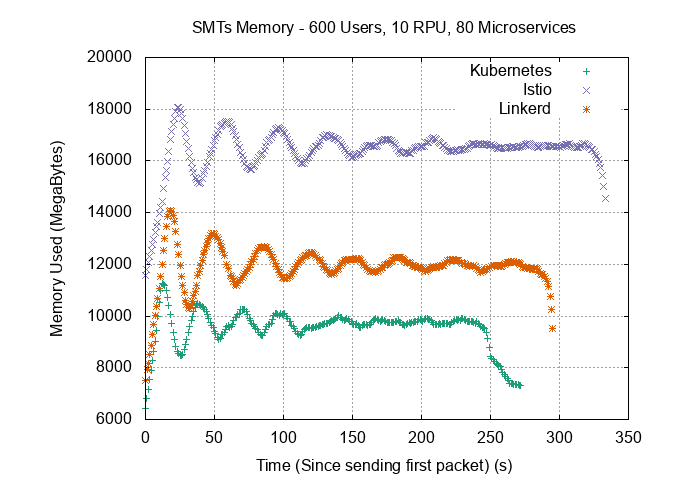 SMTs Memory - 600 Users, 10 RPU, 80 Microservices
Kubernetes
Istio
Linkerd
Memory Used (MegaBytes)
20000
18000
16000
14000
12000
10000
8000
6000
0 50 100 150 200 250 300 350
Time (Since sending first packet) (s)